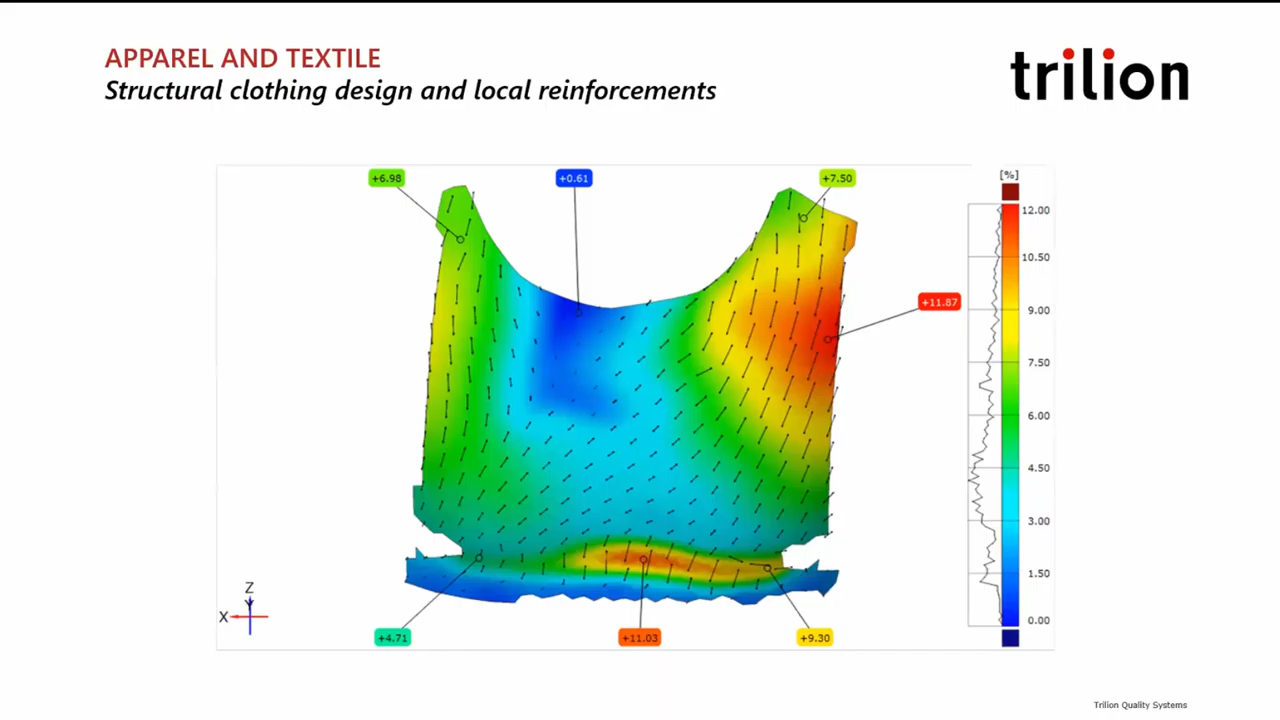 APPAREL AND TEXTILE
Structural clothing design and local reinforcements
trilion
+6.98
+0.61
+7.50
[%]
12.00
10.50
+11.87
9.00
7.50
6.00
4.50
3.00
1.50
0.00
Z
Y
X
+4.71
+11.03
+9.30
Trilion Quality Systems